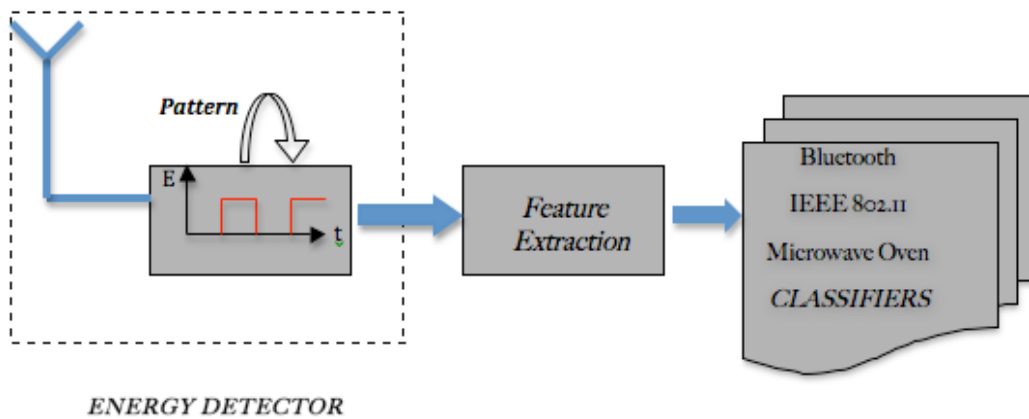 Pattern
E
t
Feature
Extraction
Bluetooth
IEEE 802.11
Microwave Oven
CLASSIFIERS
ENERGY DETECTOR